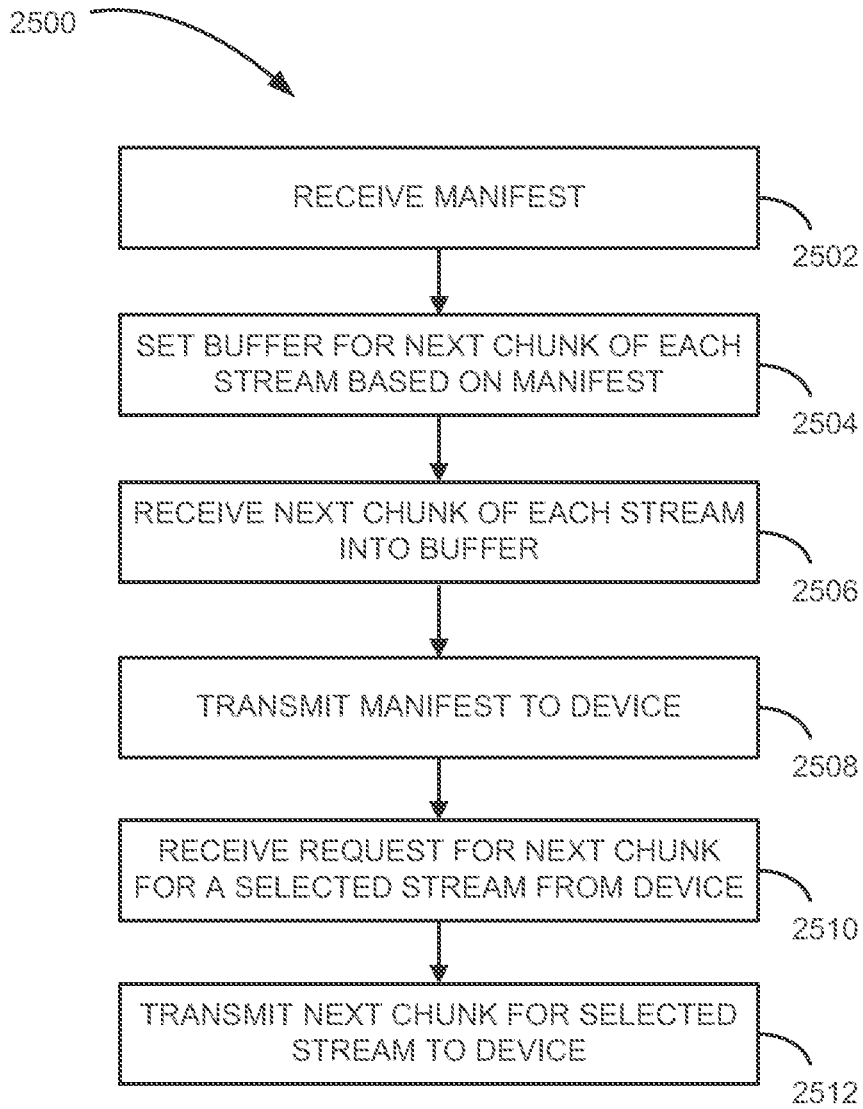 2500
RECEIVE MANIFEST
2502
SET BUFFER FOR NEXT CHUNK OF EACH
STREAM BASED ON MANIFEST
2504
RECEIVE NEXT CHUNK OF EACH STREAM
INTO BUFFER
2506
TRANSMIT MANIFEST TO DEVICE
2508
RECEIVE REQUEST FOR NEXT CHUNK
FOR A SELECTED STREAM FROM DEVICE
2510
TRANSMIT NEXT CHUNK FOR SELECTED
STREAM TO DEVICE
2512